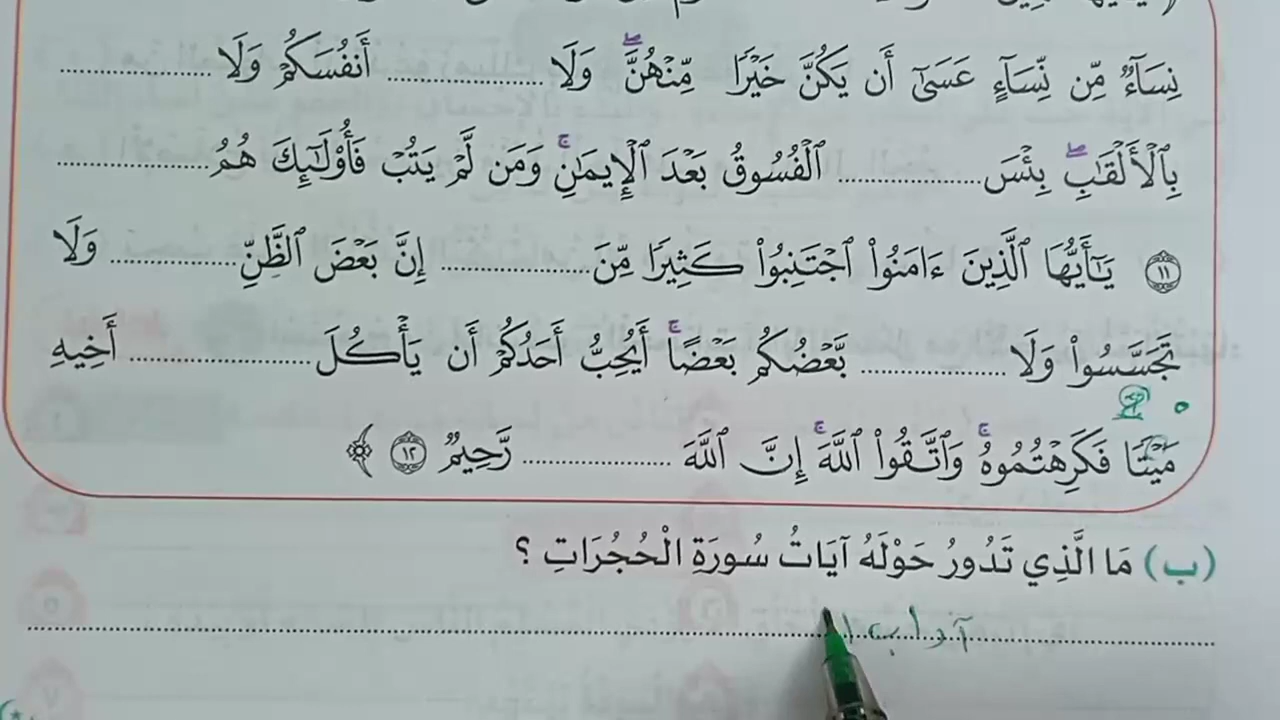 نِسَآءٌ مِّن نِّسَآءٍ عَسَىٰٓ أَن يَكُنَّ خَيْرًا مِّنْهُنَّۖ وَلَا .................... أَنفُسَكُمْ وَلَا ....................
بِٱلْأَلْقَـٰبِۖ بِئْسَ .................... ٱلْفُسُوقُ بَعْدَ ٱلْإِيمَـٰنِۚ وَمَن لَّمْ يَتُبْ فَأُو۟لَـٰٓئِكَ هُمُ ....................
١١ يَـٰٓأَيُّهَا ٱلَّذِينَ ءَامَنُوا۟ ٱجْتَنِبُوا۟ كَثِيرًا مِّنَ .................... إِنَّ بَعْضَ ٱلظَّنِّ .................... وَلَا
تَجَسَّسُوا۟ وَلَا .................... بَّعْضُكُم بَعْضًاۚ أَيُحِبُّ أَحَدُكُمْ أَن يَأْكُلَ .................... أَخِيهِ
مَيْتًا فَكَرِهْتُمُوهُۚ وَٱتَّقُوا۟ ٱللَّهَۚ إِنَّ ٱللَّهَ .................... رَّحِيمٌ ١٢ ﴾
(ب) مَا الَّذِي تَدُورُ حَوْلَهُ آيَاتُ سُورَةِ الْحُجُرَاتِ ؟
آداب ا